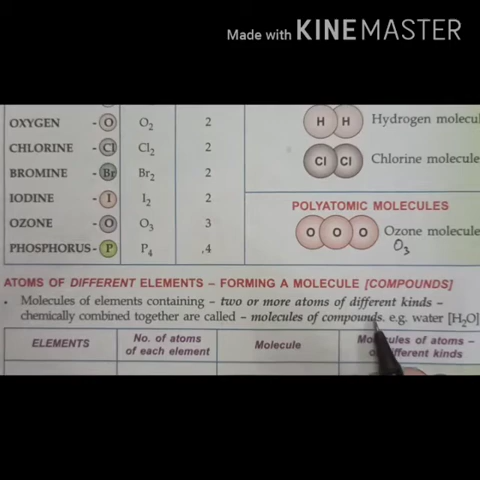 Made with KINEMASTER
OXYGEN - O O2 2
H H Hydrogen molecul
CHLORINE - Cl Cl2 2
Cl Cl Chlorine molecule
BROMINE - Br Br2 2
IODINE - I I2 2
POLYATOMIC MOLECULES
OZONE - O O3 3
O O O Ozone molecule
O3
PHOSPHORUS - P P4 .4
ATOMS OF DIFFERENT ELEMENTS – FORMING A MOLECULE [COMPOUNDS]
• Molecules of elements containing – two or more atoms of different kinds –
chemically combined together are called – molecules of compounds. e.g. water [H2O]
ELEMENTS
No. of atoms
of each element
Molecule
of atoms –
different kinds